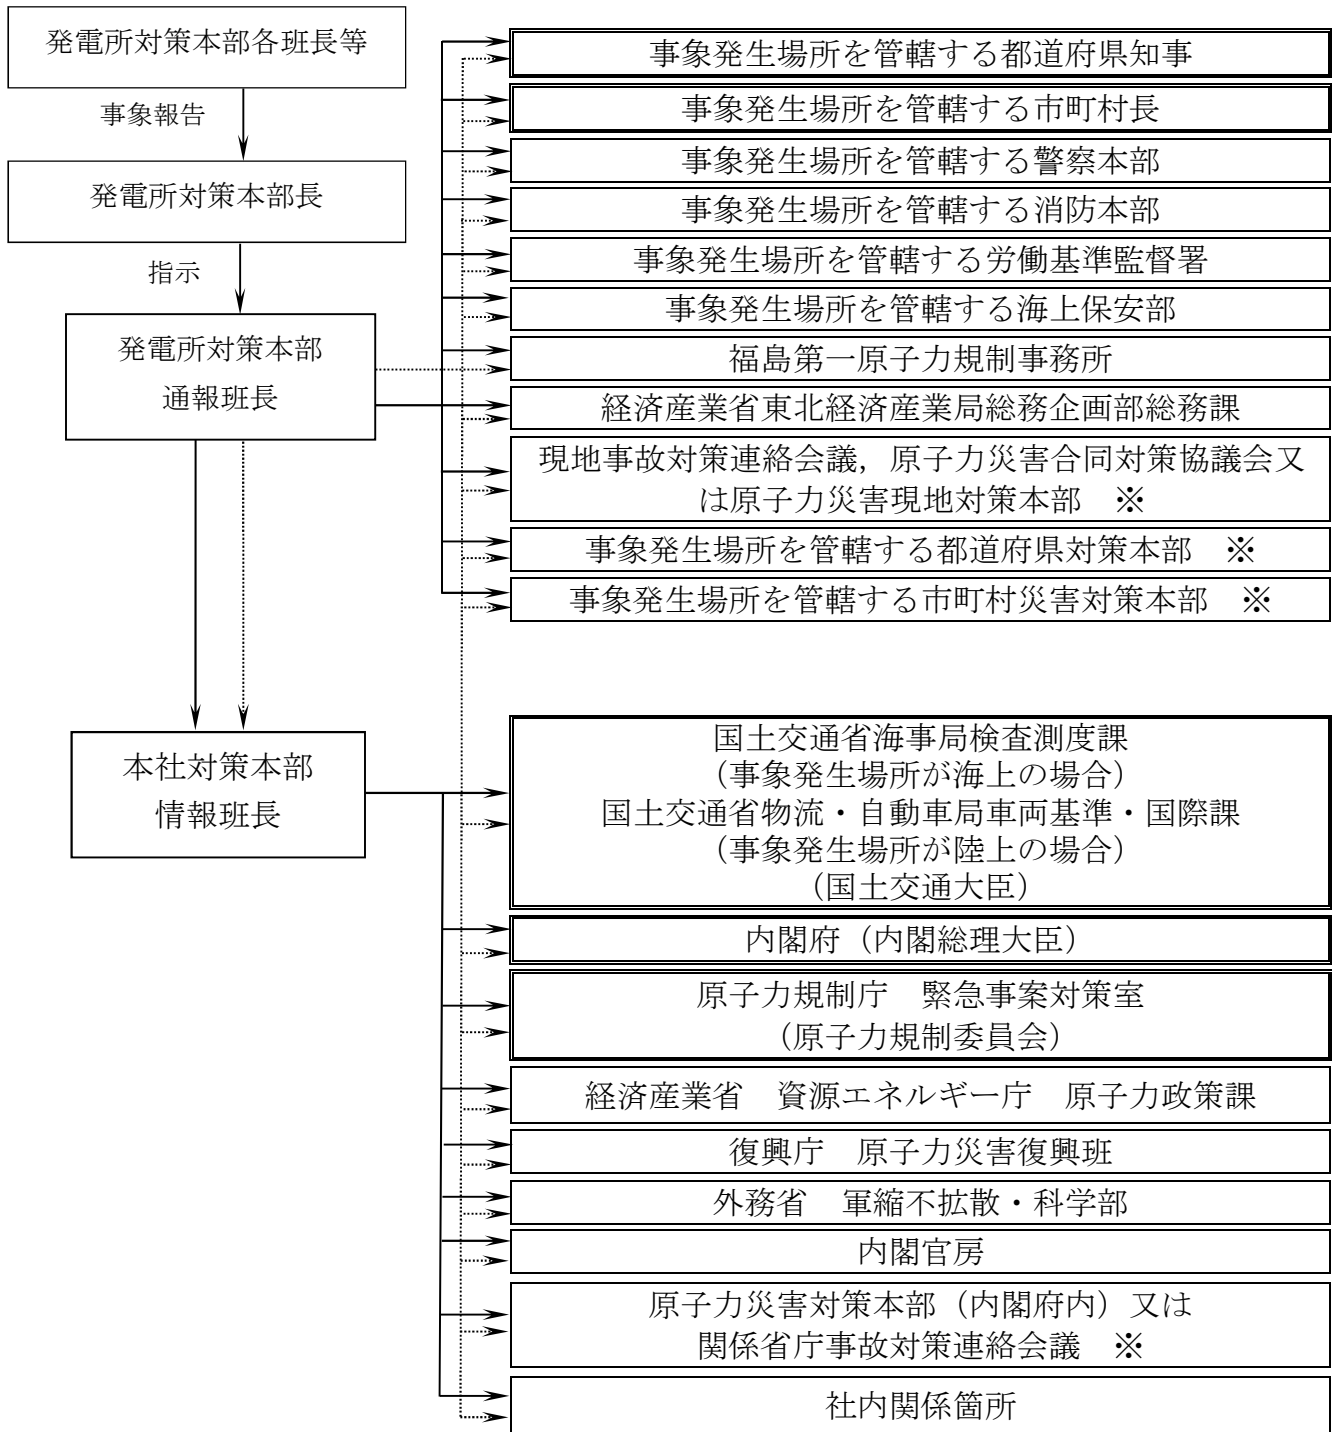 発電所対策本部各班長等
事象報告
発電所対策本部長
指示
発電所対策本部
通報班長
本社対策本部
情報班長
事象発生場所を管轄する都道府県知事
事象発生場所を管轄する市町村長
事象発生場所を管轄する警察本部
事象発生場所を管轄する消防本部
事象発生場所を管轄する労働基準監督署
事象発生場所を管轄する海上保安部
福島第一原子力規制事務所
経済産業省東北経済産業局総務企画部総務課
現地事故対策連絡会議，原子力災害合同対策協議会又
は原子力災害現地対策本部　※
事象発生場所を管轄する都道府県対策本部　※
事象発生場所を管轄する市町村災害対策本部　※
国土交通省海事局検査測度課
（事象発生場所が海上の場合）
国土交通省物流・自動車局車両基準・国際課
（事象発生場所が陸上の場合）
（国土交通大臣）
内閣府（内閣総理大臣）
原子力規制庁　緊急事案対策室
（原子力規制委員会）
経済産業省　資源エネルギー庁　原子力政策課
復興庁　原子力災害復興班
外務省　軍縮不拡散・科学部
内閣官房
原子力災害対策本部（内閣府内）又は
関係省庁事故対策連絡会議　※
社内関係箇所